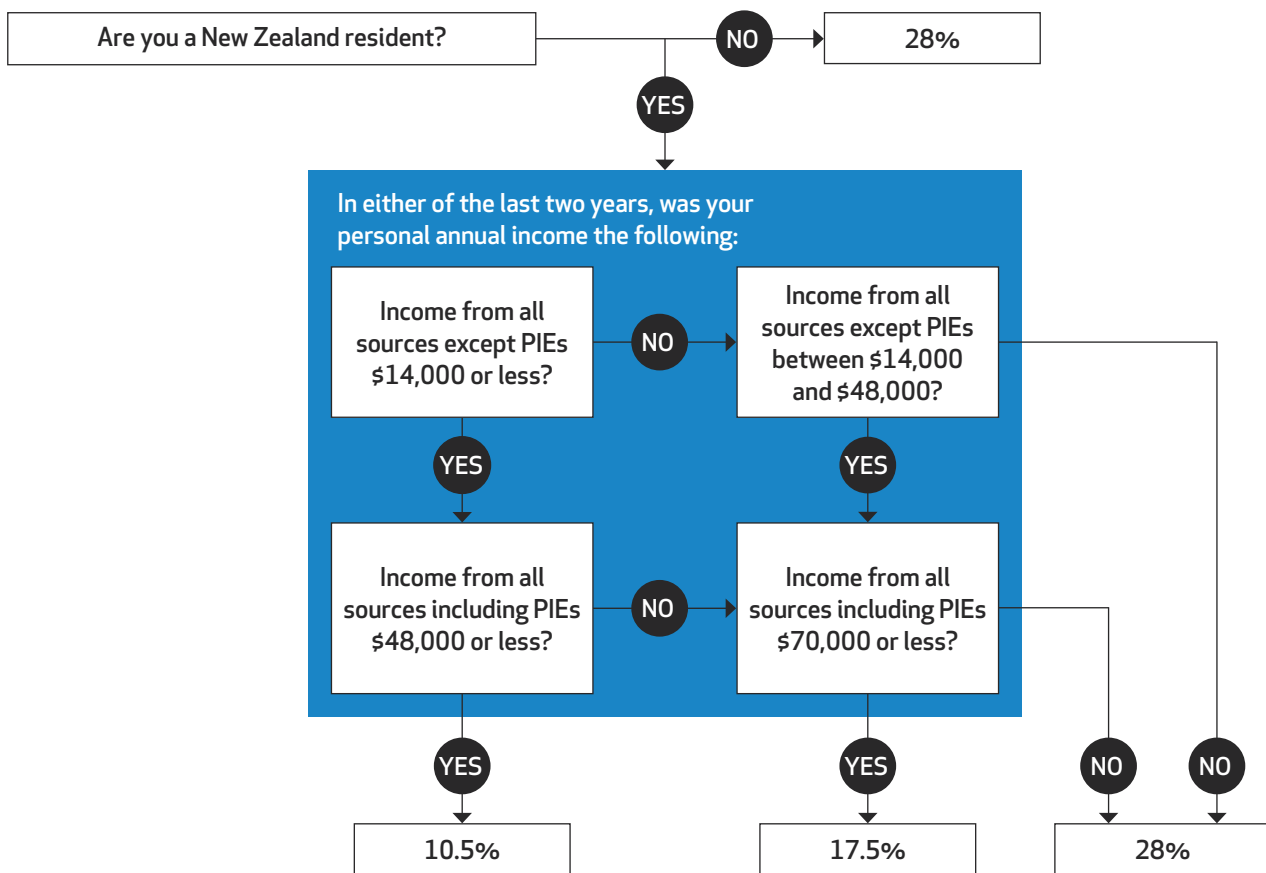 Are you a New Zealand resident?
NO
28%
YES
In either of the last two years, was your
personal annual income the following:
Income from all
sources except PIEs
$14,000 or less?
NO
Income from all
sources except PIEs
between $14,000
and $48,000?
YES
YES
Income from all
sources including PIEs
$48,000 or less?
NO
Income from all
sources including PIEs
$70,000 or less?
YES
YES
NO
NO
10.5%
17.5%
28%